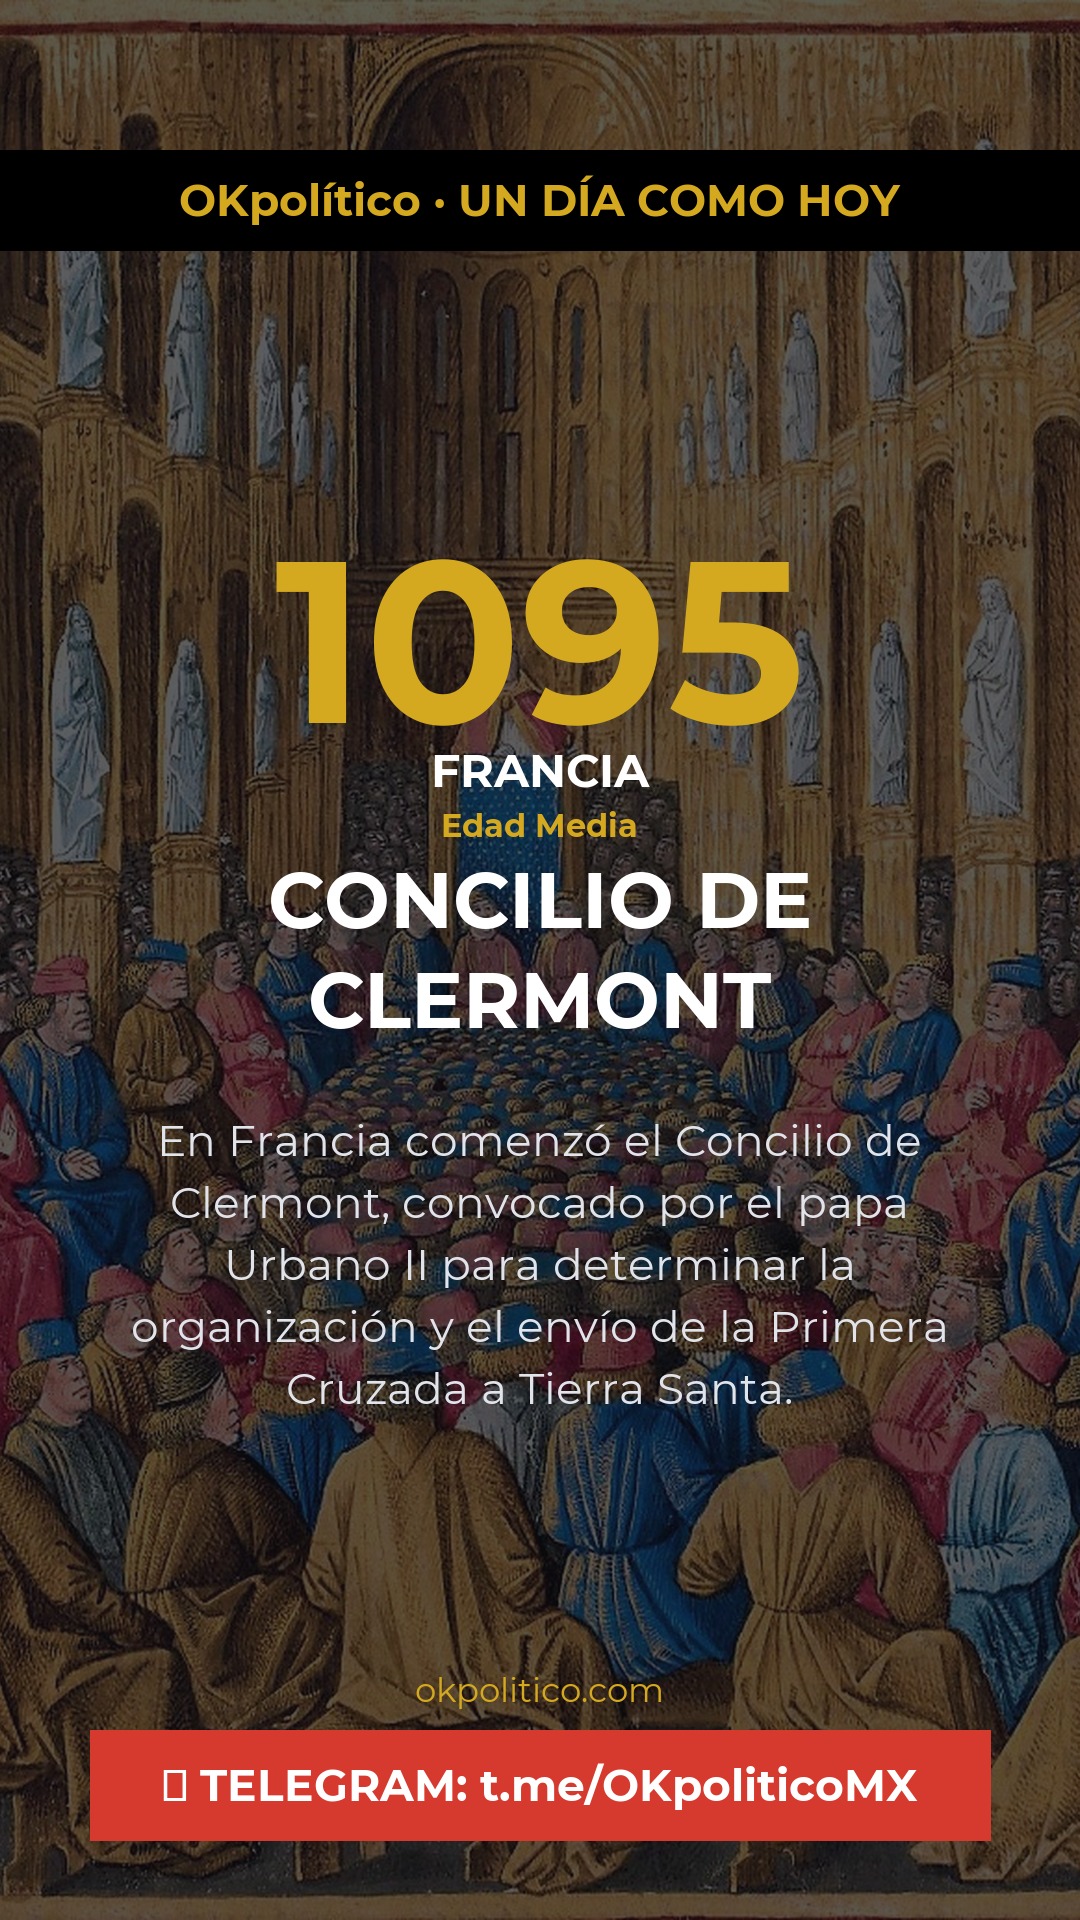 OKpolítico · UN DÍA COMO HOY
1095
FRANCIA
Edad Media
CONCILIO DE
CLERMONT
En Francia comenzó el Concilio de
Clermont, convocado por el papa
Urbano II para determinar la
organización y el envío de la Primera
Cruzada a Tierra Santa.
okpolitico.com
▯ TELEGRAM: t.me/OKpoliticoMX